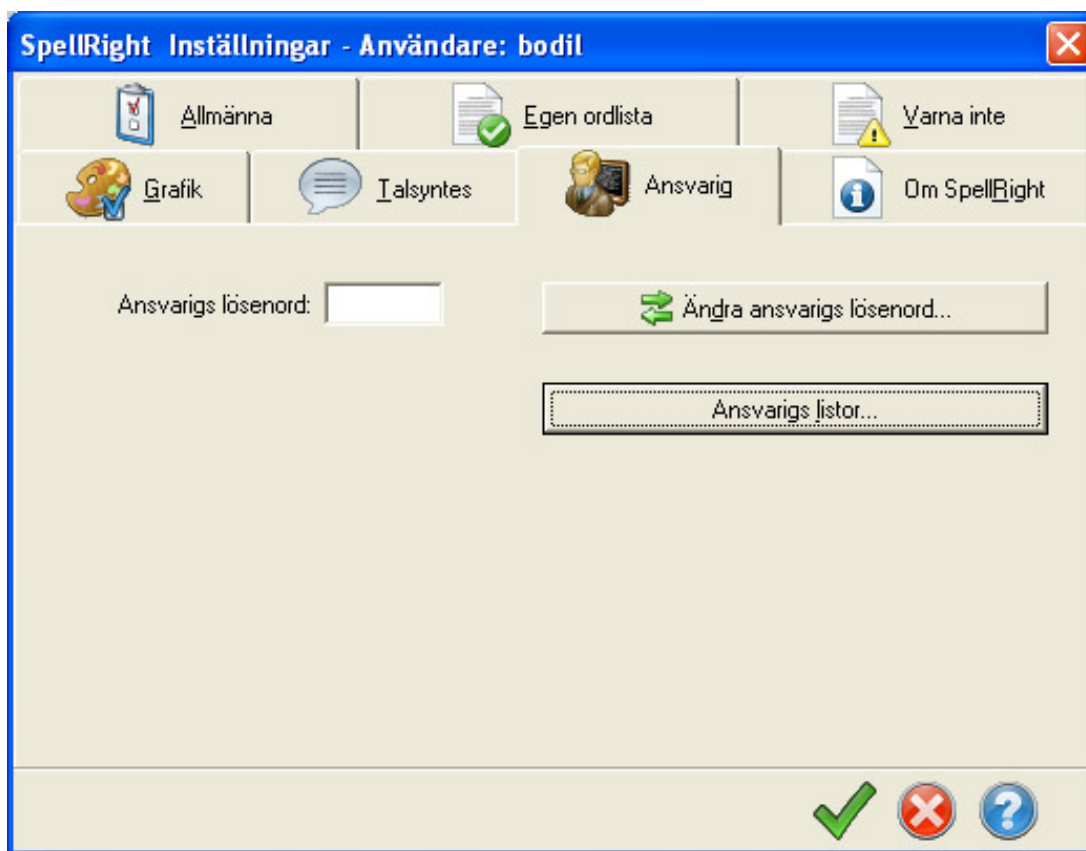 SpellRight Inställningar - Användare: bodil
Allmänna
Egen ordlista
Varna inte
Grafik
Talsyntes
Ansvarig
Om SpellRight
Ansvarigs lösenord:
Ändra ansvarigs lösenord...
Ansvarigs listor...